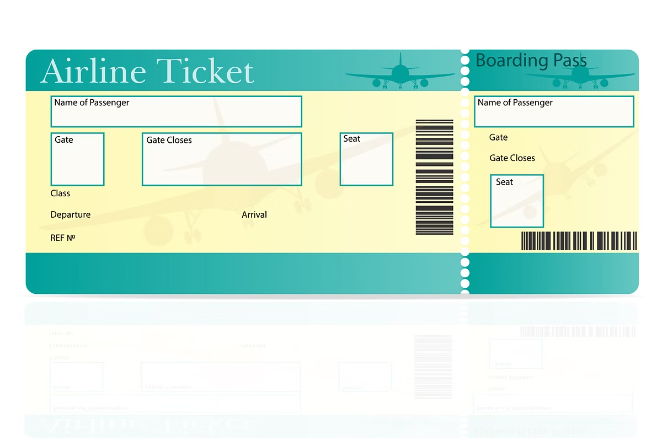 Airline Ticket
Name of Passenger
Gate
Gate Closes
Seat
Class
Departure
Arrival
REF Nº
Boarding Pass
Name of Passenger
Gate
Gate Closes
Seat